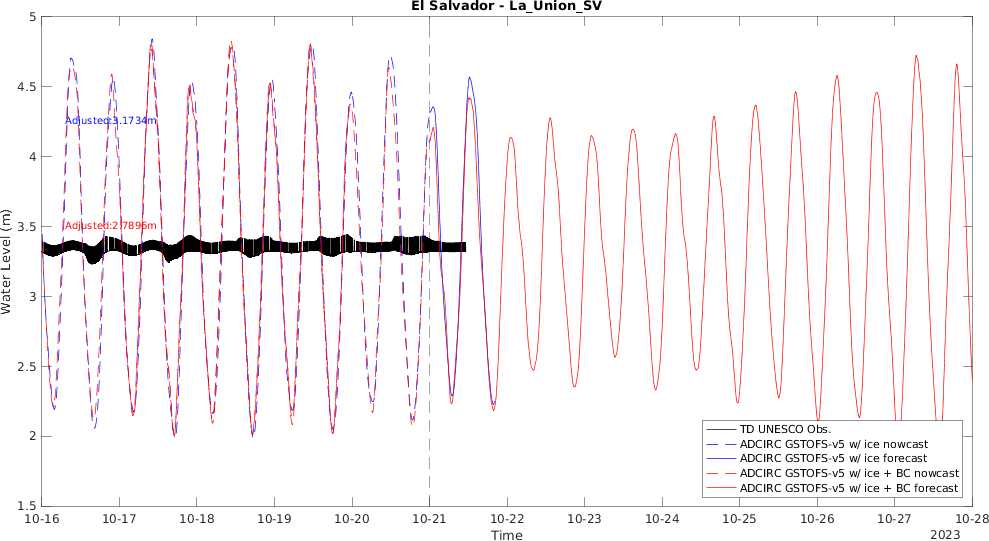 El Salvador - La_Union_SV
5
4.5
4
3.5
3
2.5
2
1.5
Water Level (m)
Adjusted:3.1734m
Adjusted:2.7896m
TD UNESCO Obs.
ADCIRC GSTOFS-v5 w/ ice nowcast
ADCIRC GSTOFS-v5 w/ ice forecast
ADCIRC GSTOFS-v5 w/ ice + BC nowcast
ADCIRC GSTOFS-v5 w/ ice + BC forecast
10-16 10-17 10-18 10-19 10-20 10-21 10-22 10-23 10-24 10-25 10-26 10-27 10-28
Time
2023